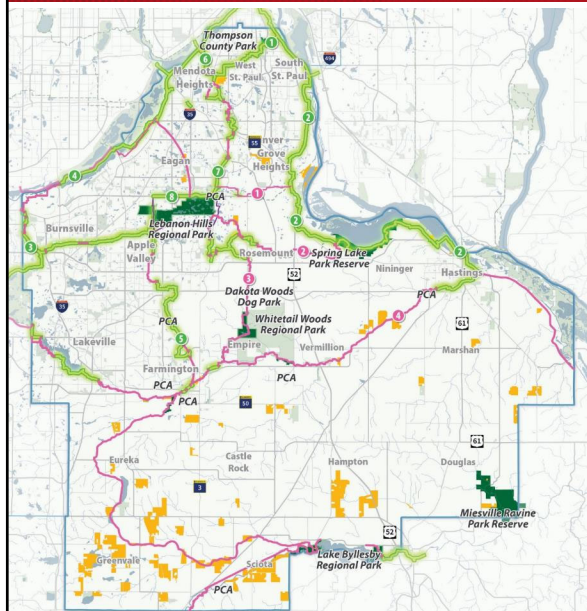 Thompson
County Park
1
6
West
St. Paul
South
St. Paul
494
Mendota
Heights
35
2
55
Inver
Grove
Heights
Eagan
4
7
8
PCA
1
Lebanon Hills
Regional Park
2
Burnsville
3
Apple
Valley
Rosemount
2
Spring Lake
Park Reserve
2
Nininger
Hastings
3
52
Dakota Woods
Dog Park
PCA
35
Whitetail Woods
Regional Park
4
PCA
61
Lakeville
5
Empire
Vermillion
Marshan
Farmington
PCA
PCA
50
61
Eureka
Castle
Rock
Hampton
Douglas
3
Miesville Ravine
Park Reserve
52
Lake Byllesby
Regional Park
Greenvale
Sciota
PCA